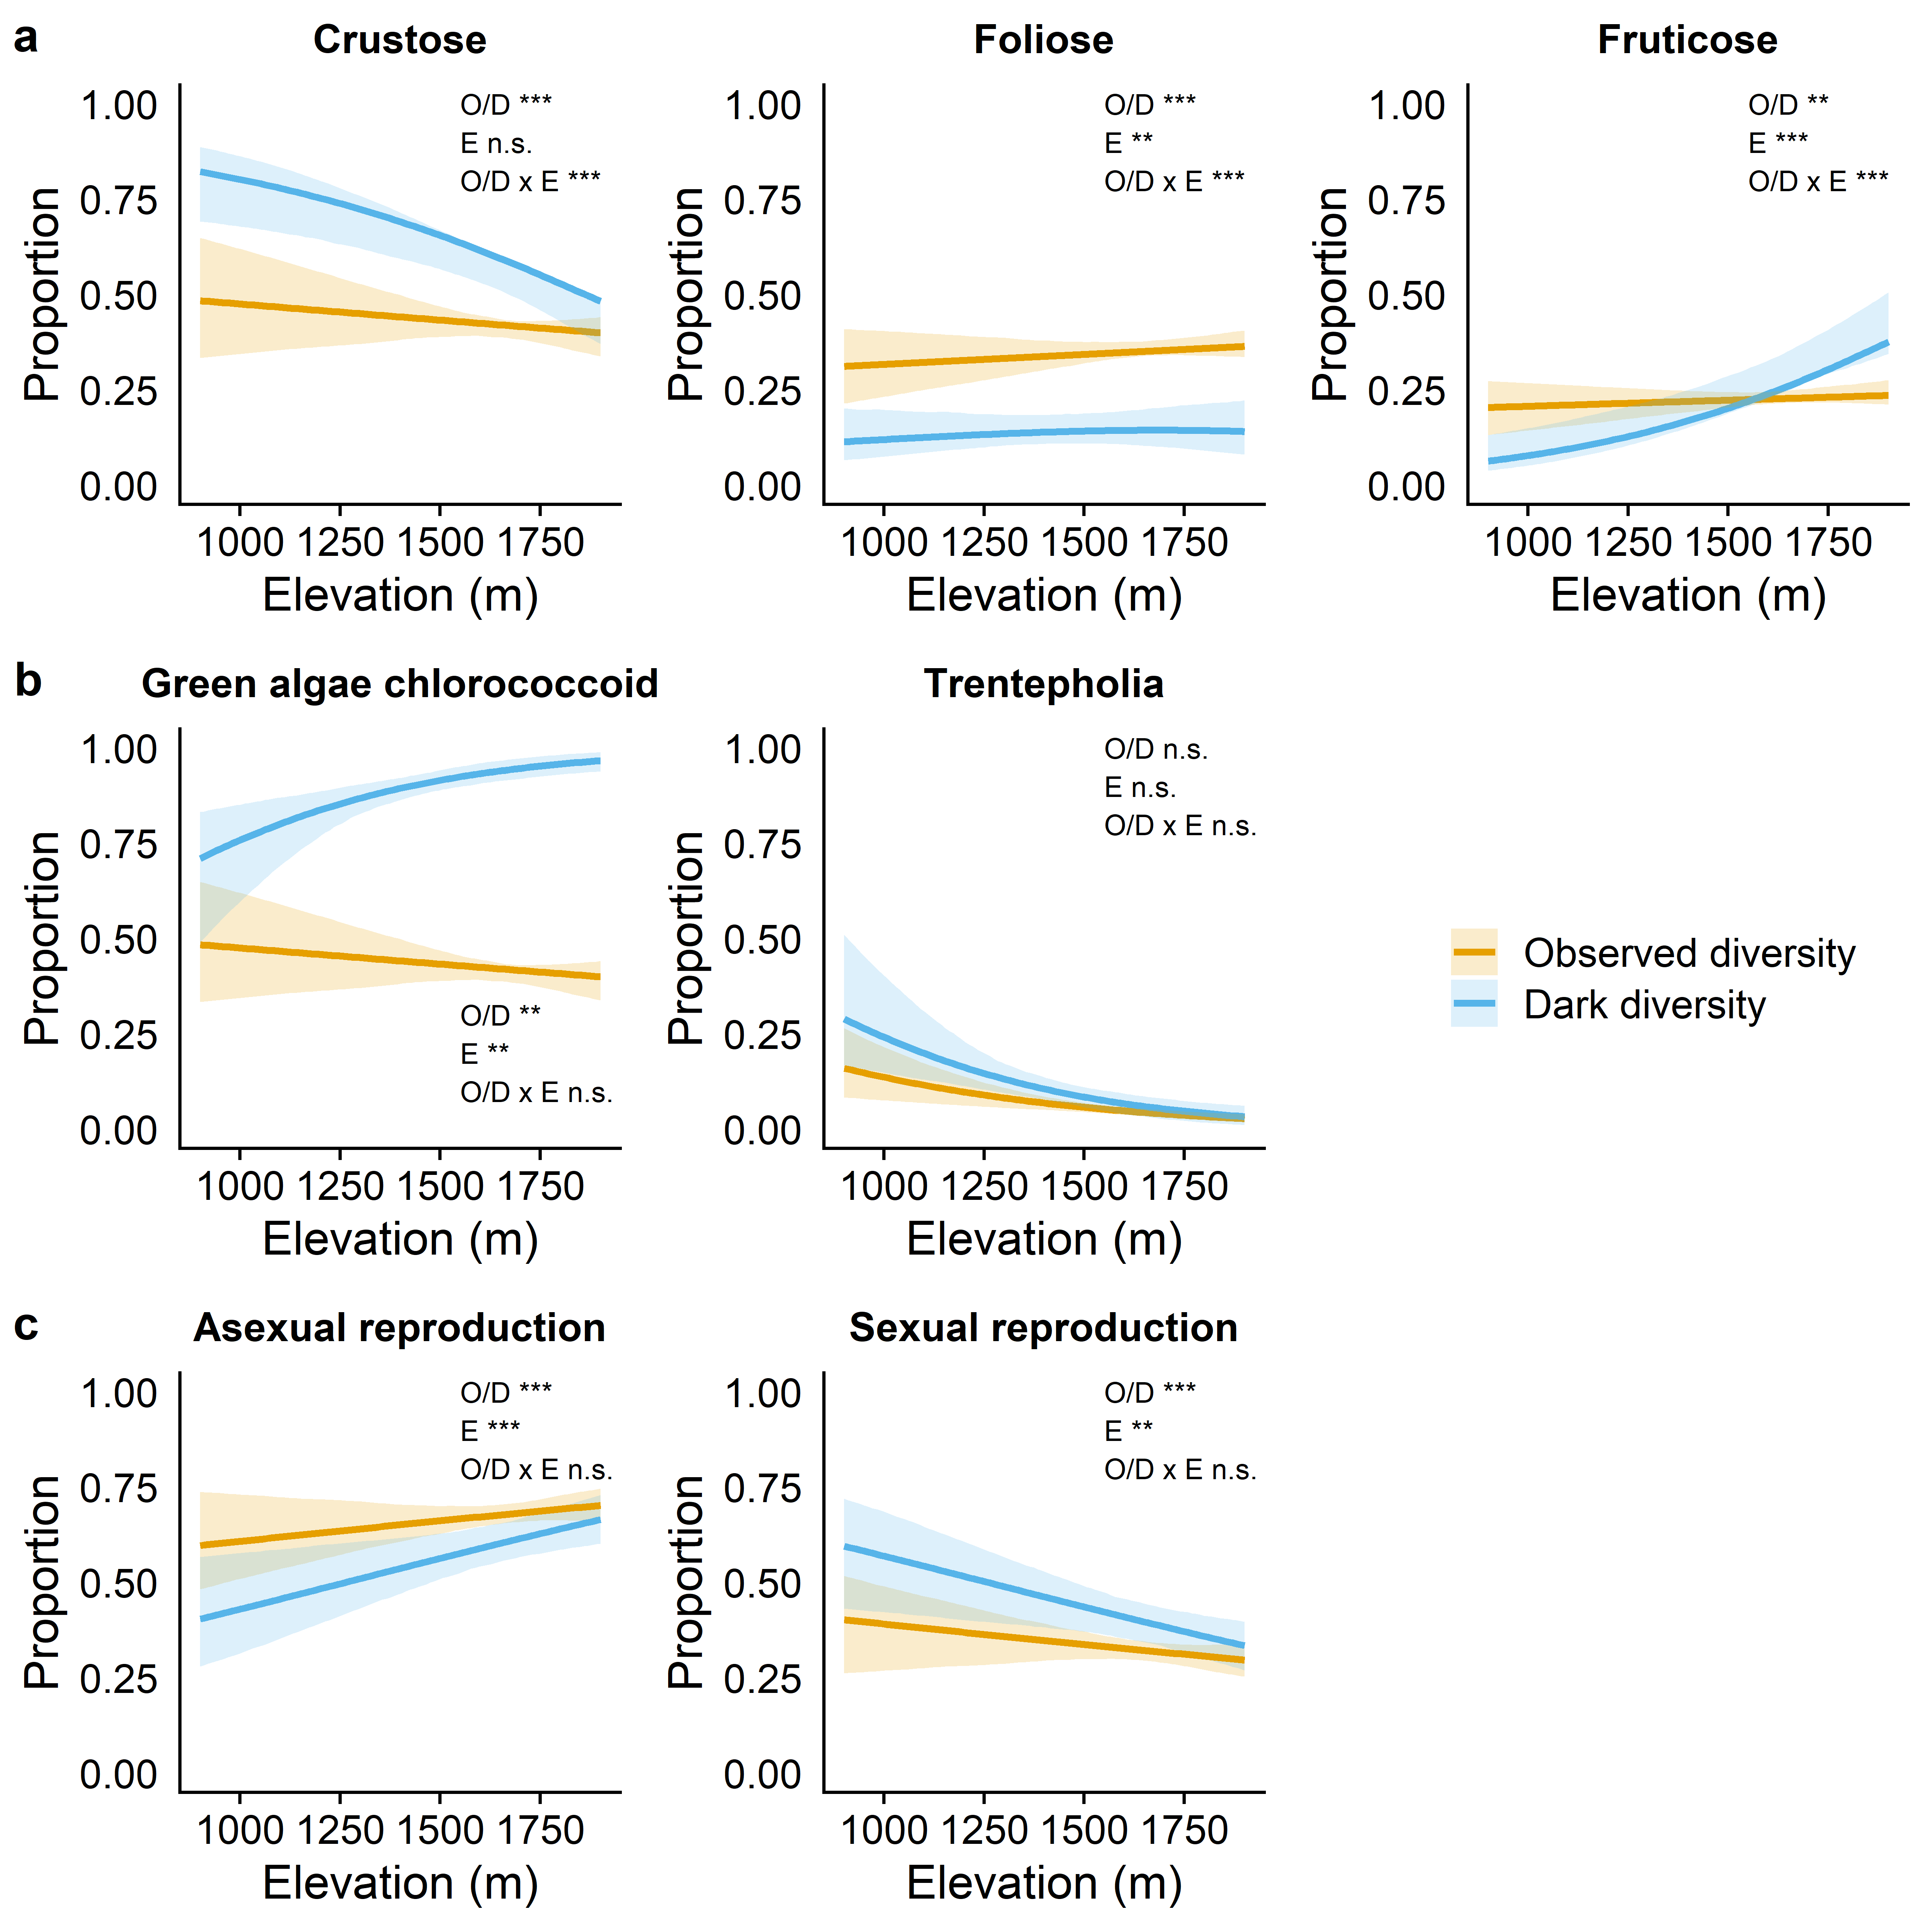 a
Crustose
Foliose
Fruticose
Proportion
1.00
0.75
0.50
0.25
0.00
O/D ***
E n.s.
O/D x E ***
1000 1250 1500 1750
Elevation (m)
Proportion
1.00
0.75
0.50
0.25
0.00
O/D ***
E **
O/D x E ***
1000 1250 1500 1750
Elevation (m)
Proportion
1.00
0.75
0.50
0.25
0.00
O/D **
E ***
O/D x E ***
1000 1250 1500 1750
Elevation (m)
b
Green algae chlorococcoid
Trentepholia
Proportion
1.00
0.75
0.50
0.25
0.00
O/D **
E **
O/D x E n.s.
1000 1250 1500 1750
Elevation (m)
Proportion
1.00
0.75
0.50
0.25
0.00
O/D n.s.
E n.s.
O/D x E n.s.
1000 1250 1500 1750
Elevation (m)
Observed diversity
Dark diversity
c
Asexual reproduction
Sexual reproduction
Proportion
1.00
0.75
0.50
0.25
0.00
O/D ***
E ***
O/D x E n.s.
1000 1250 1500 1750
Elevation (m)
Proportion
1.00
0.75
0.50
0.25
0.00
O/D ***
E **
O/D x E n.s.
1000 1250 1500 1750
Elevation (m)